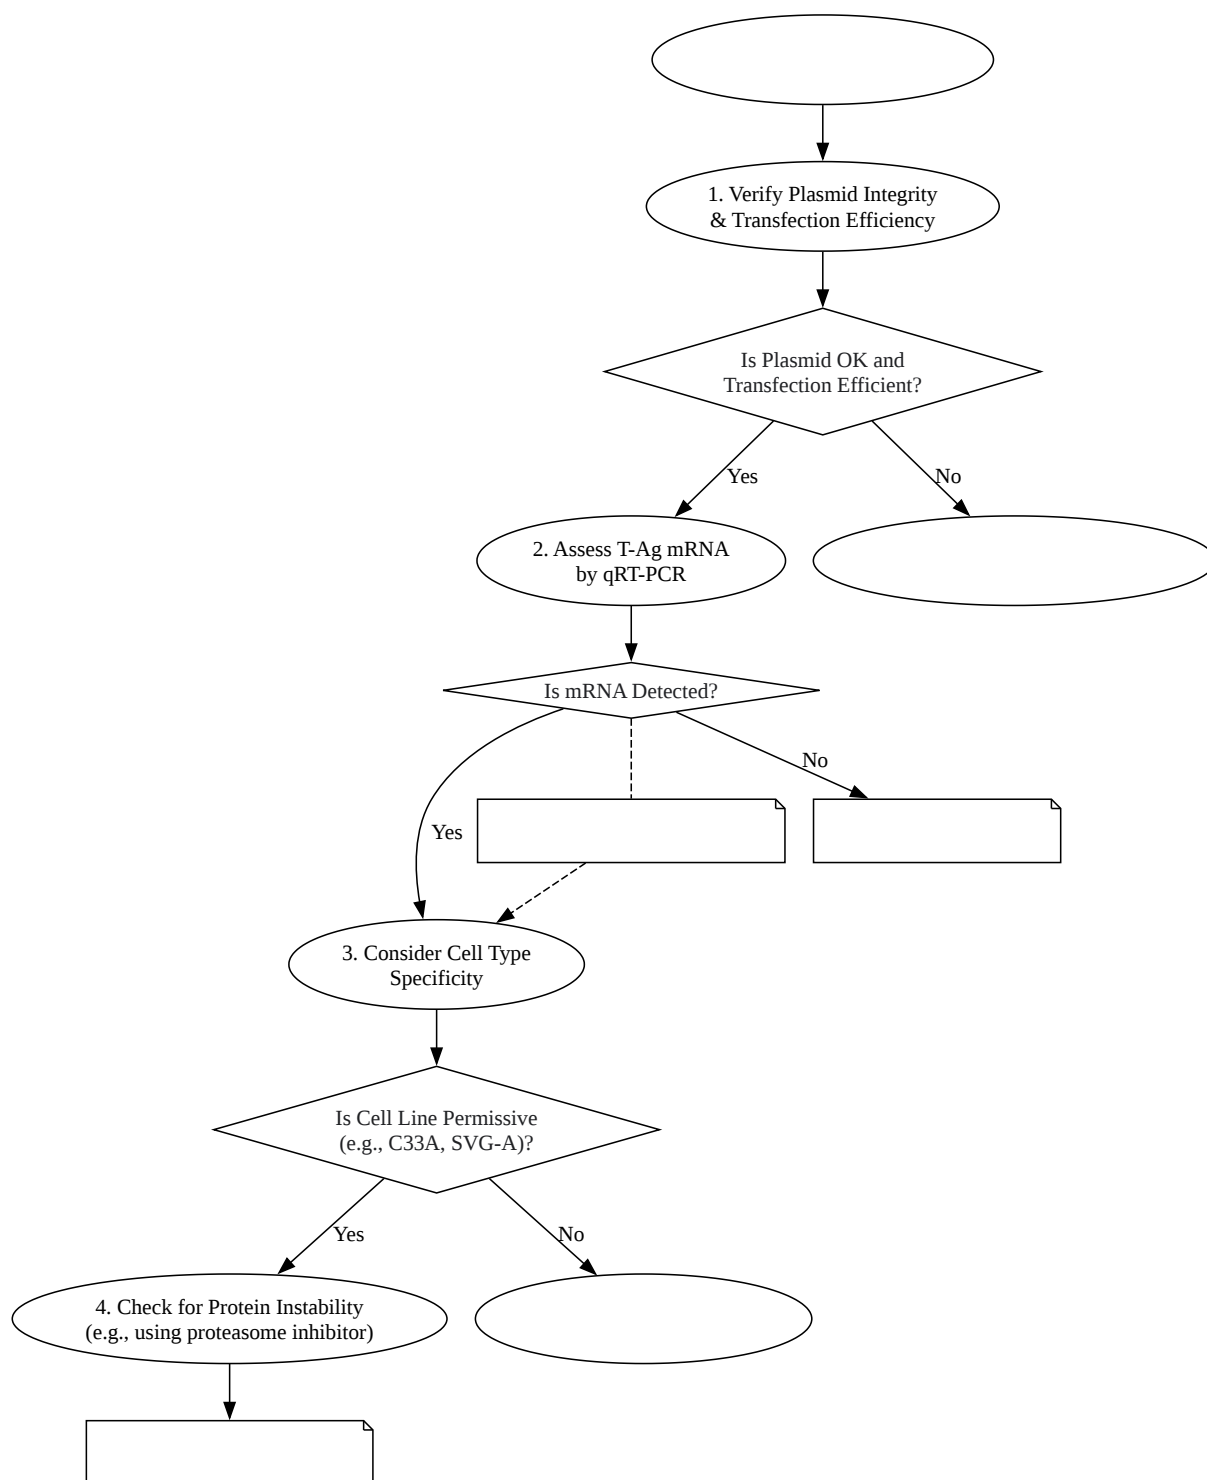 1. Verify Plasmid Integrity
& Transfection Efficiency
Is Plasmid OK and
Transfection Efficient?
Yes
No
2. Assess T-Ag mRNA
by qRT-PCR
Is mRNA Detected?
No
Yes
3. Consider Cell Type
Specificity
Is Cell Line Permissive
(e.g., C33A, SVG-A)?
Yes
No
4. Check for Protein Instability
(e.g., using proteasome inhibitor)